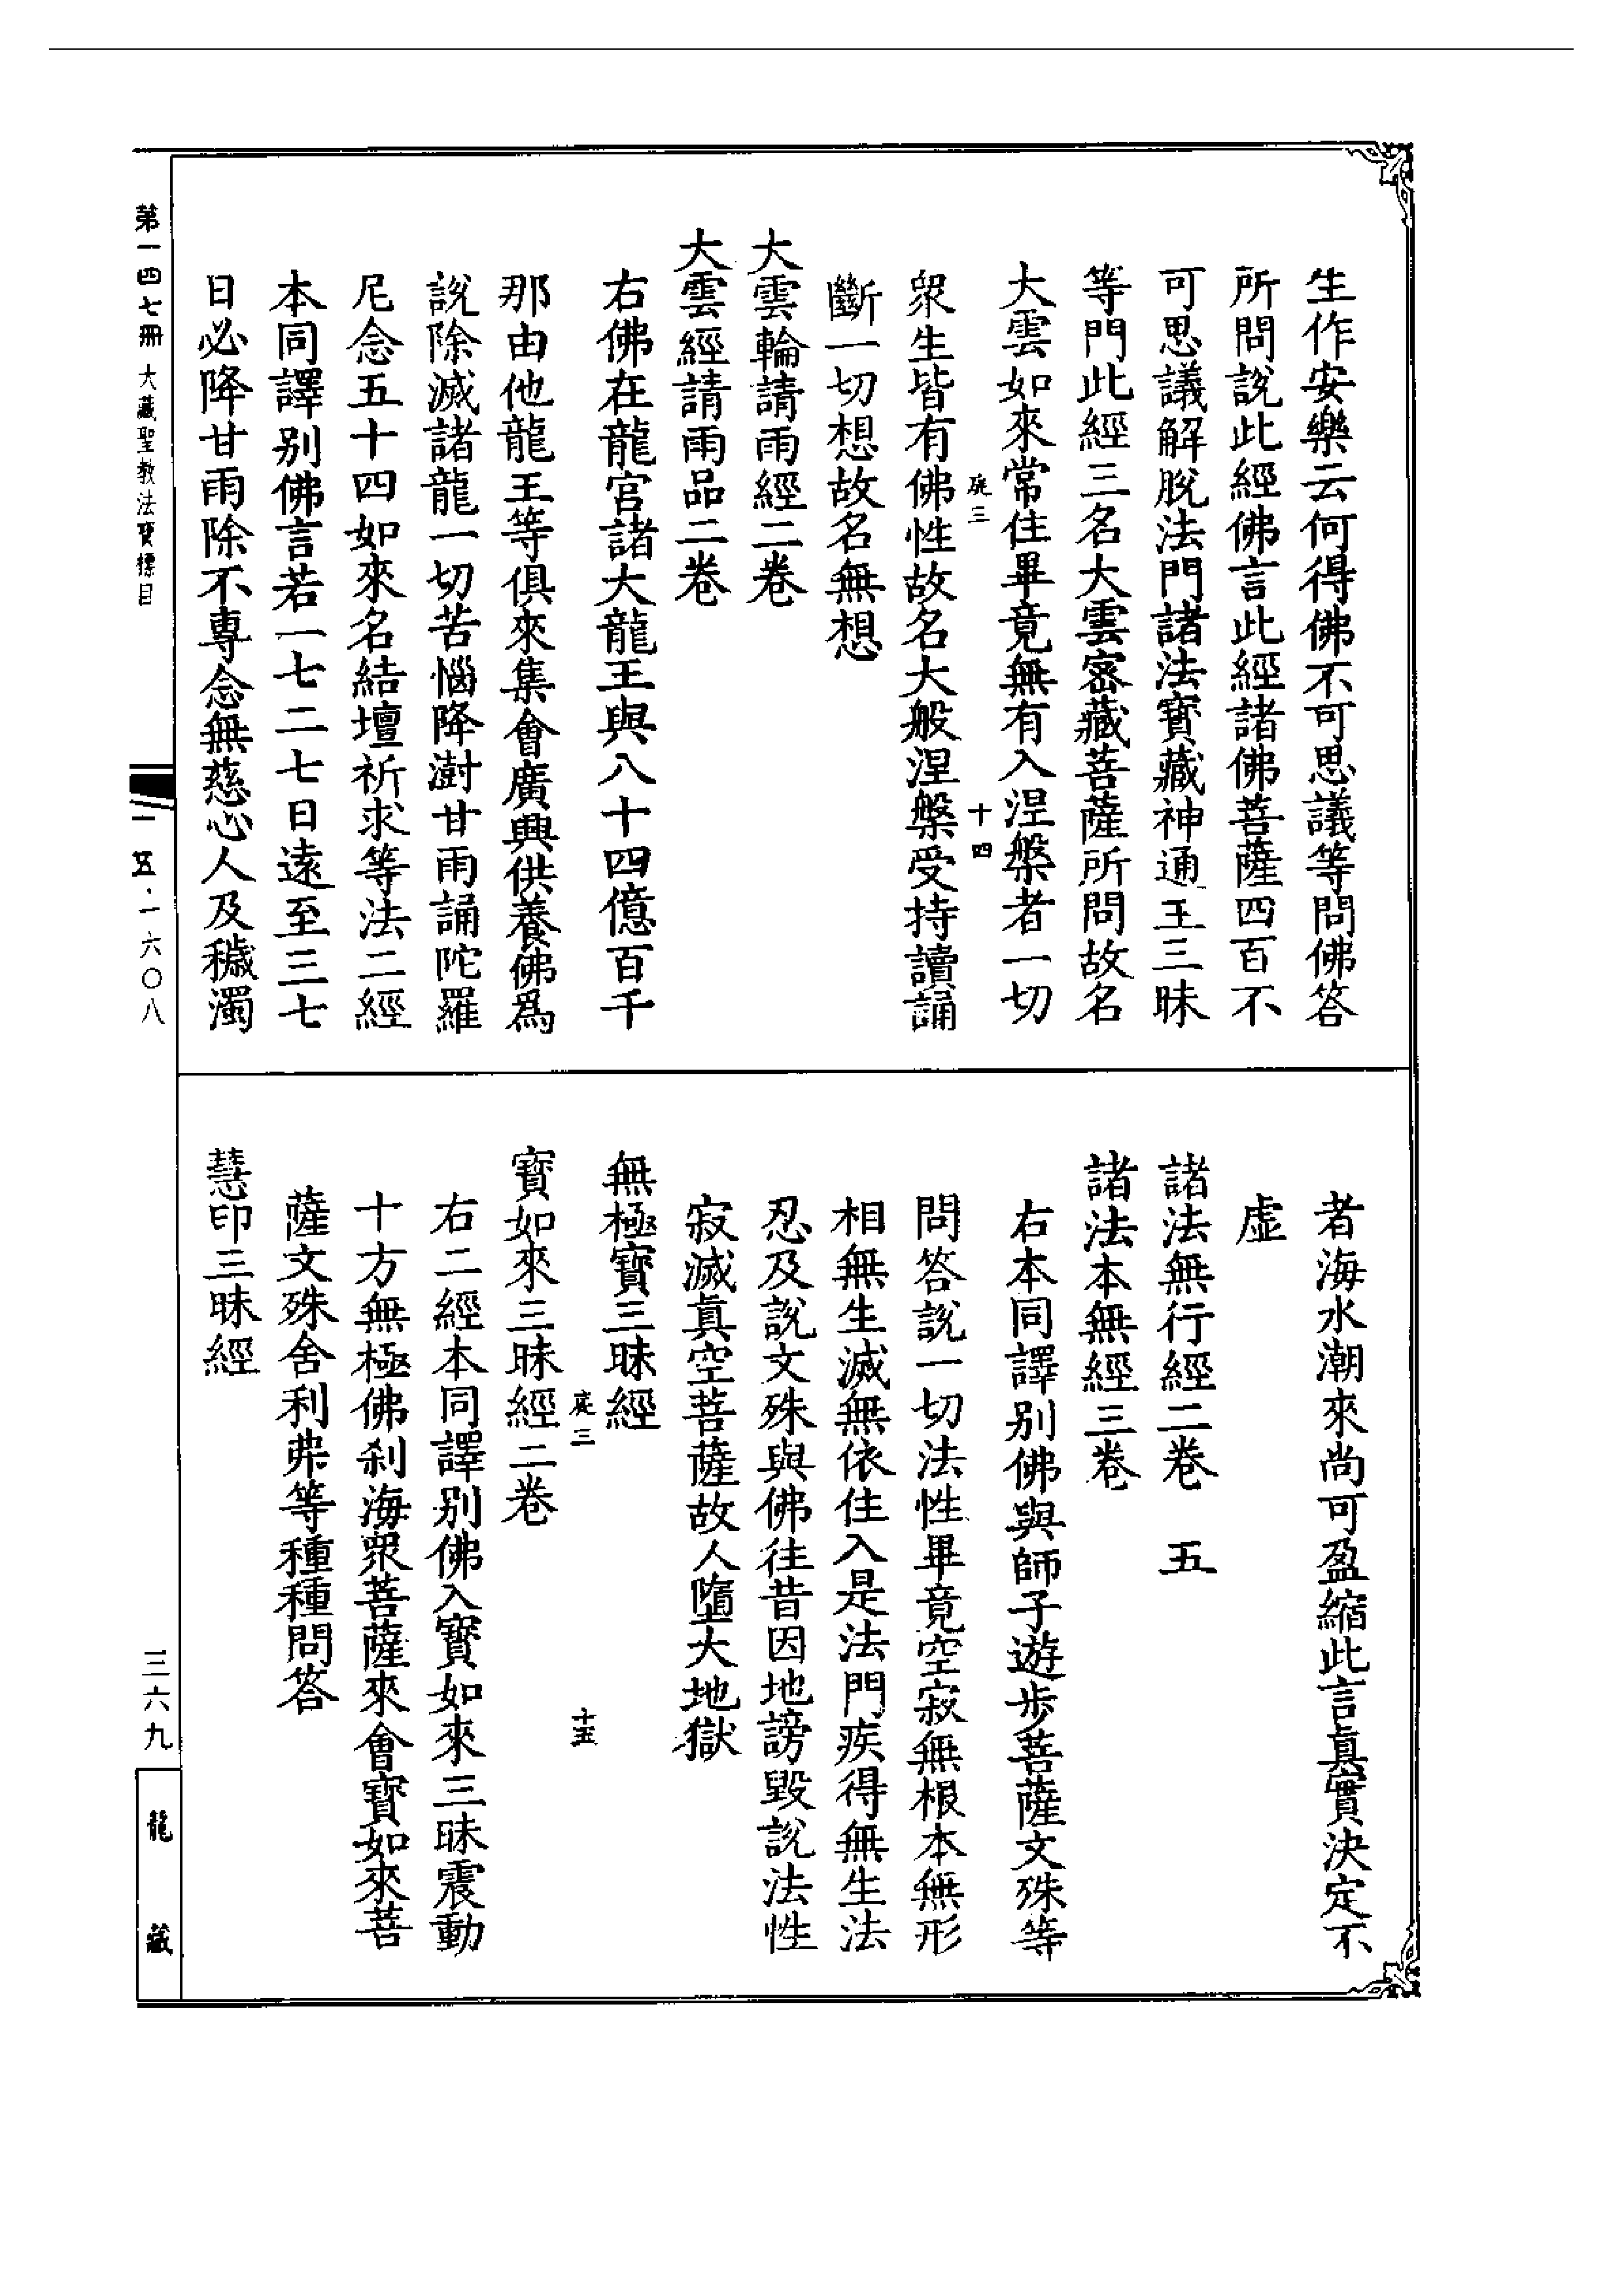 生作安樂云何得佛不可思議等問佛答
所問說此經佛言此經諸佛菩薩四百不
可思議解脫法門諸法寶藏神通王三昧
等門此經三名大雲密藏菩薩所問故名
大雲如來常住畢竟無有入涅槃者一切
庭三 十四
衆生皆有佛性故名大般涅槃受持讀誦
斷一切想故名無想
大雲輪請雨經二卷
大雲經請雨品二卷
右佛在龍宮諸大龍王與八十四億百千
那由他龍王等俱來集會廣興供養佛爲
說除滅諸龍一切苦惱降澍甘雨誦陀羅
尼念五十四如來名結壇祈求等法二經
本同譯别佛言若一七二七日遠至三七
日必降甘雨除不專念無慈心人及穢濁
者海水潮來尚可盈縮此言真實決定不
虛
諸法無行經二卷 五
諸法本無經三卷
右本同譯别佛與師子遊步菩薩文殊等
問答說一切法性畢竟空寂無根本無形
相無生滅無依住入是法門疾得無生法
忍及說文殊與佛往昔因地謗毀說法性
寂滅真空菩薩故人墮大地獄
無極寶三昧經
庭三 十五
寶如來三昧經二卷
右二經本同譯别佛入寶如來三昧震動
十方無極佛刹海衆菩薩來會寶如來菩
薩文殊舍利弗等種種問答
慧印三昧經
第一四七冊 大藏聖教法寶標目
一五·一六〇八
三六九
龍藏